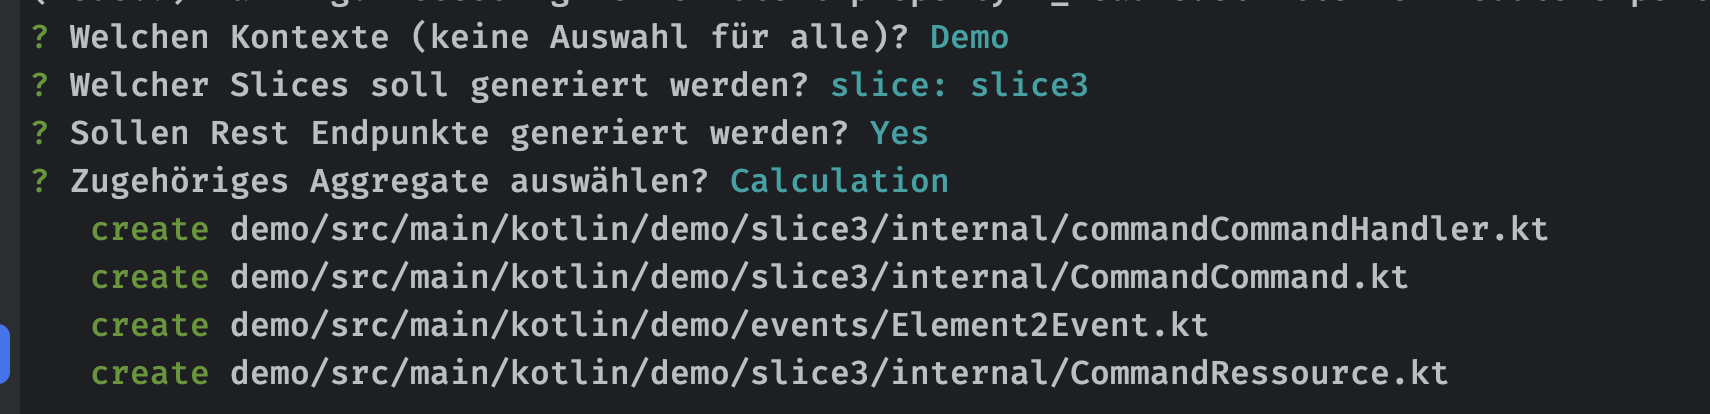 ? Welchen Kontexte (keine Auswahl für alle)? Demo
? Welcher Slices soll generiert werden? slice: slice3
? Sollen Rest Endpunkte generiert werden? Yes
? Zugehöriges Aggregate auswählen? Calculation
create demo/src/main/kotlin/demo/slice3/internal/commandCommandHandler.kt
create demo/src/main/kotlin/demo/slice3/internal/CommandCommand.kt
create demo/src/main/kotlin/demo/events/Element2Event.kt
create demo/src/main/kotlin/demo/slice3/internal/CommandRessource.kt